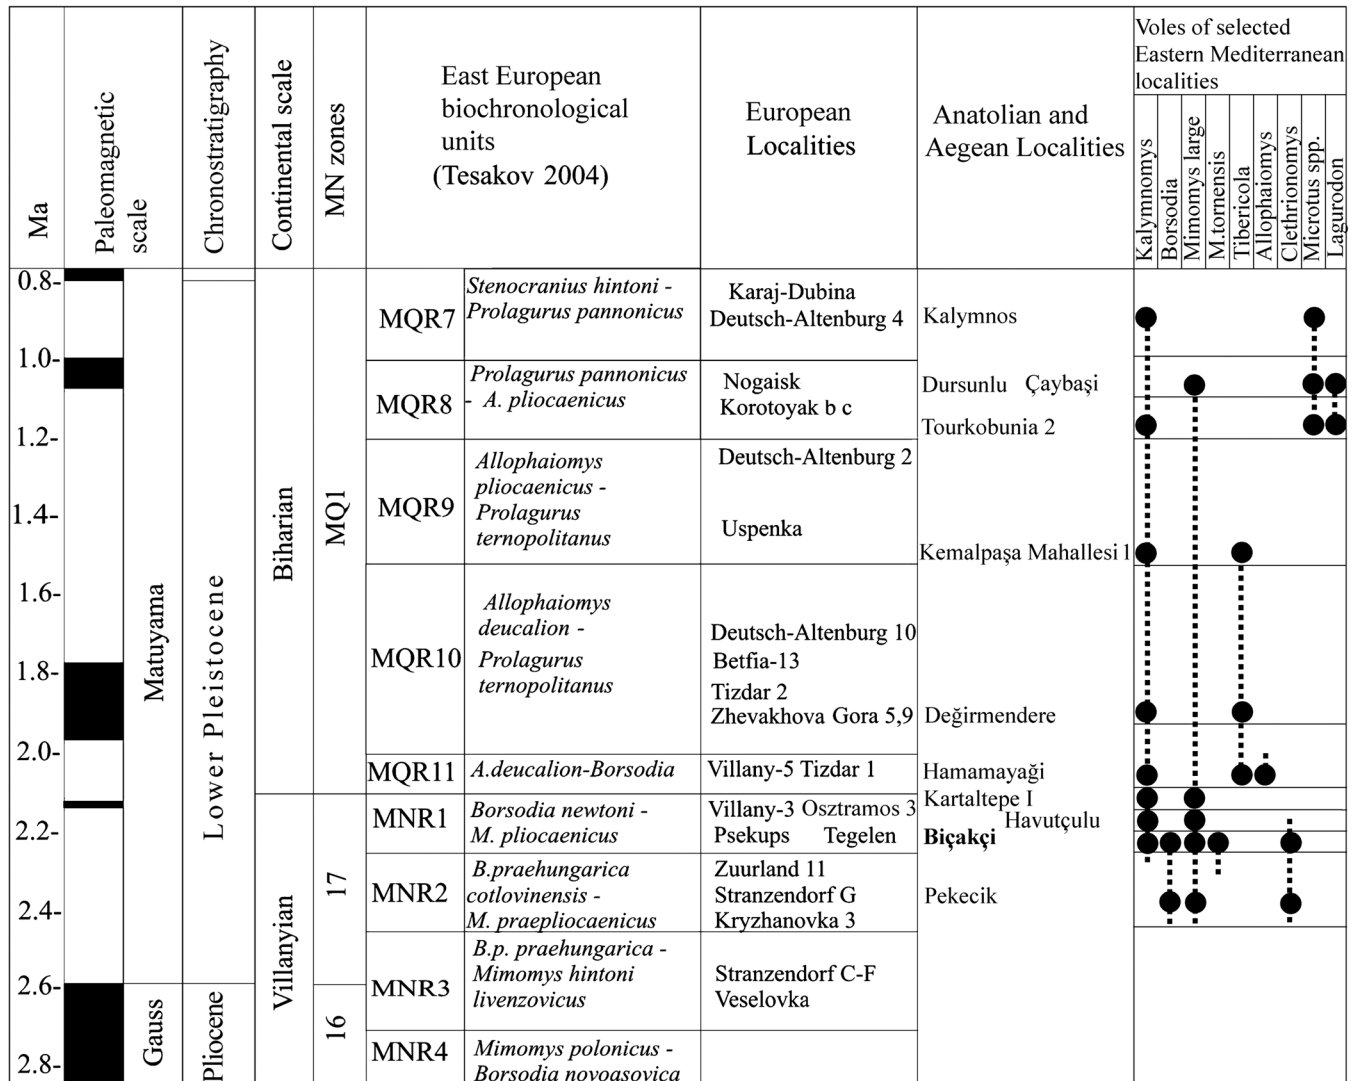 Ma
Paleomagnetic
scale
Chronostratigraphy
Continental scale
MN zones
East European
biochronological
units
(Tesakov 2004)
European
Localities
Anatolian and
Aegean Localities
Voles of selected
Eastern Mediterranean
localities
Kalymnomys
Borsodia
Mimomys large
M.tornensis
Tibericola
Allophaiomys
Clethrionomys
Microtus spp.
Lagurodon
0.8-
1.0-
1.2-
1.4-
1.6-
1.8-
2.0-
2.2-
2.4-
2.6-
2.8-
Matuyama
Gauss
Lower Pleistocene
Pliocene
Biharian
Villanyian
MQ1
17
16
MQR7
Stenocranius hintoni -
Prolagurus pannonicus
Karaj-Dubina
Deutsch-Altenburg 4
Kalymnos
MQR8
Prolagurus pannonicus
- A. pliocaenicus
Nogaisk
Korotoyak b c
Dursunlu Çaybaşi
Tourkobunia 2
MQR9
Allophaiomys
pliocaenicus -
Prolagurus
ternopolitanus
Deutsch-Altenburg 2
Uspenka
Kemalpaşa Mahallesi 1
MQR10
Allophaiomys
deucalion -
Prolagurus
ternopolitanus
Deutsch-Altenburg 10
Betfia-13
Tizdar 2
Zhevakhova Gora 5,9
Değirmendere
MQR11
A.deucalion-Borsodia
Villany-5 Tizdar 1
Hamamayaği
Kartaltepe I
MNR1
Borsodia newtoni -
M. pliocaenicus
Villany-3 Osztramos 3
Psekups Tegelen
Havutçulu
Biçakçi
MNR2
B.praehungarica
cotlovinensis -
M. praepliocaenicus
Zuurland 11
Stranzendorf G
Kryzhanovka 3
Pekecik
MNR3
B.p. praehungarica -
Mimomys hintoni
livenzovicus
Stranzendorf C-F
Veselovka
MNR4
Mimomys polonicus -
Borsodia novoasovica